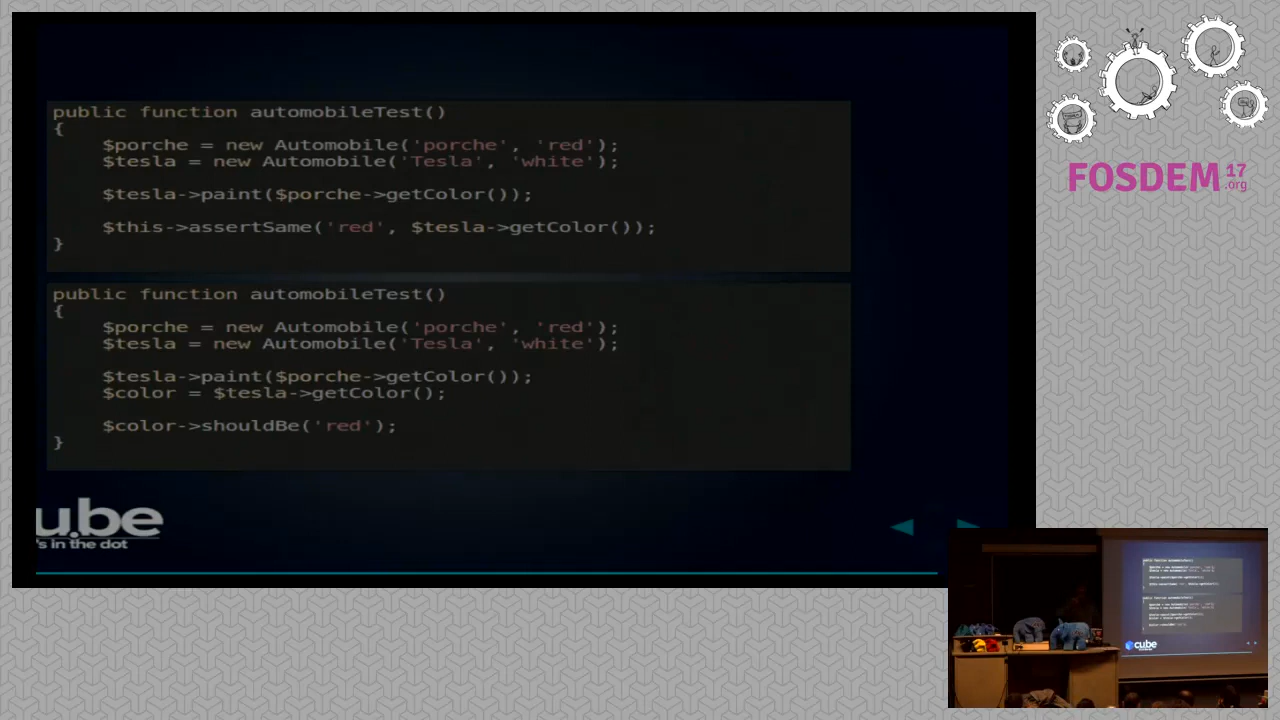 public function automobileTest()
{
    $porche = new Automobile('porche', 'red');
    $tesla = new Automobile('Tesla', 'white');
    $tesla->paint($porche->getColor());
    $this->assertSame('red', $tesla->getColor());
}
public function automobileTest()
{
    $porche = new Automobile('porche', 'red');
    $tesla = new Automobile('Tesla', 'white');
    $tesla->paint($porche->getColor());
    $color = $tesla->getColor();
    $color->shouldBe('red');
}
u.be
's in the dot
FOSDEM 17
.org
cu.be